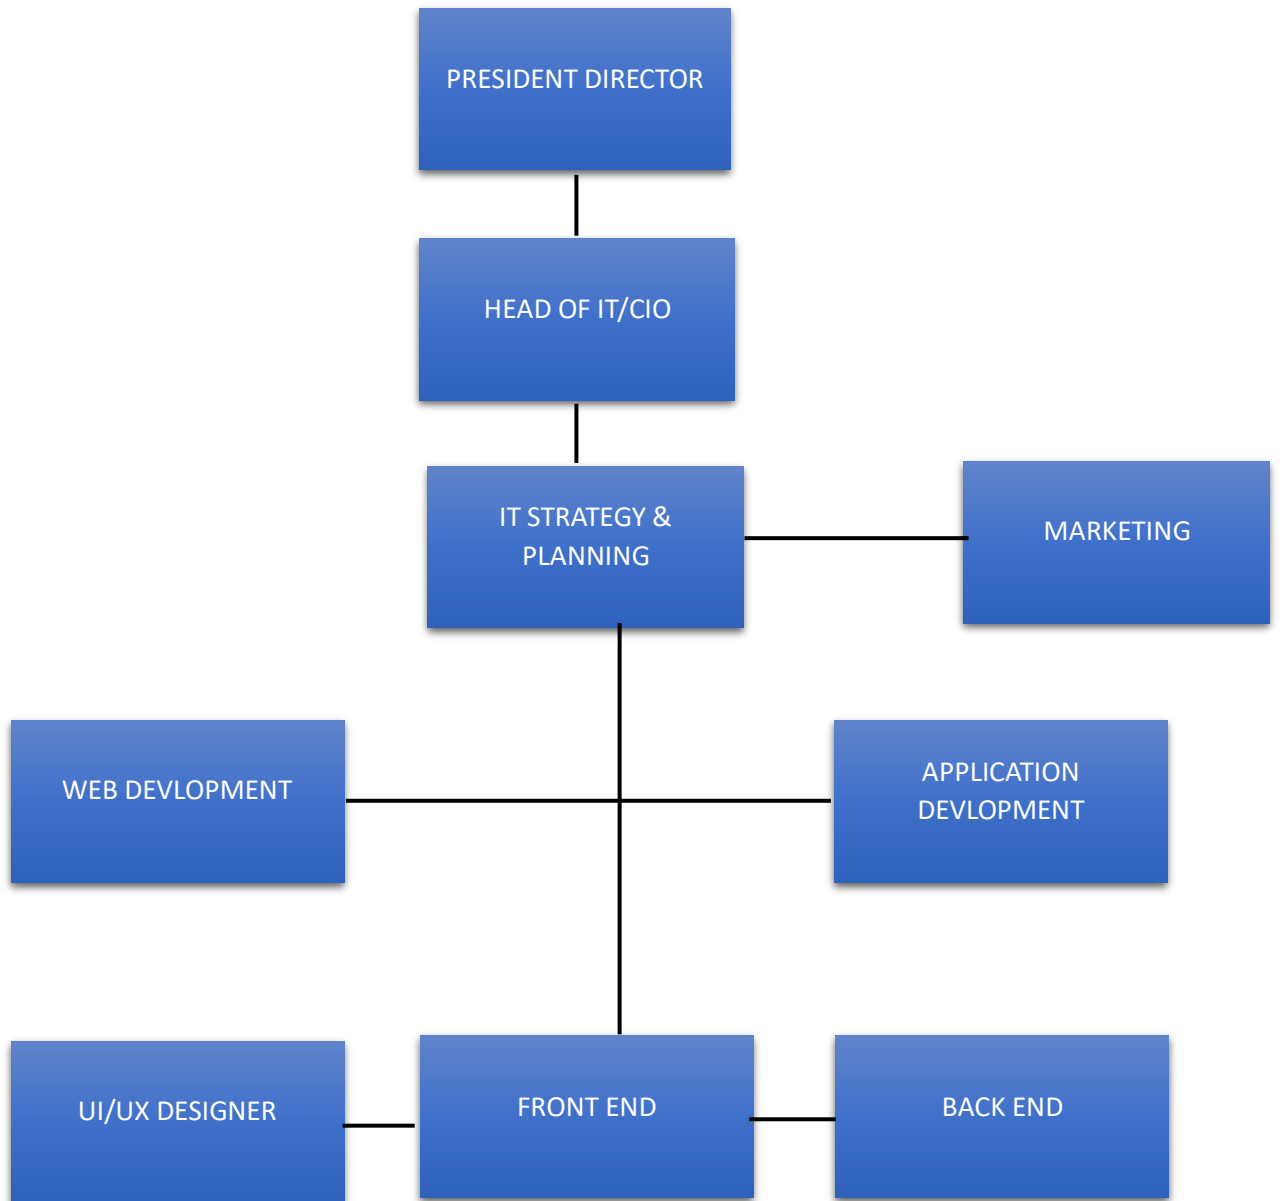 PRESIDENT DIRECTOR
HEAD OF IT/CIO
IT STRATEGY &
PLANNING
MARKETING
WEB DEVLOPMENT
APPLICATION
DEVLOPMENT
UI/UX DESIGNER
FRONT END
BACK END